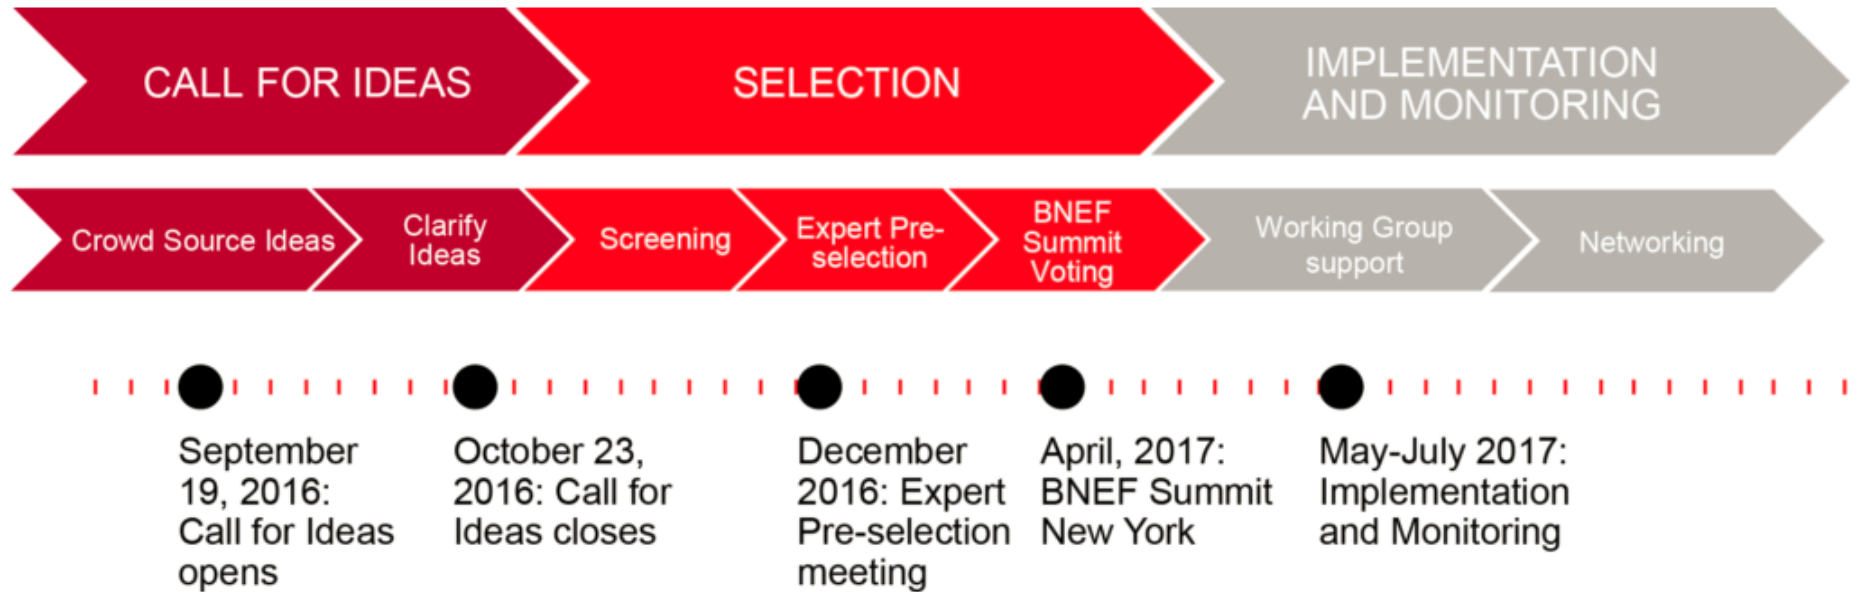 CALL FOR IDEAS
SELECTION
IMPLEMENTATION
AND MONITORING
Crowd Source Ideas
Clarify
Ideas
Screening
Expert Pre-
selection
BNEF
Summit
Voting
Working Group
support
Networking
September
19, 2016:
Call for Ideas
opens
October 23,
2016: Call for
Ideas closes
December
2016: Expert
Pre-selection
meeting
April, 2017:
BNEF Summit
New York
May-July 2017:
Implementation
and Monitoring